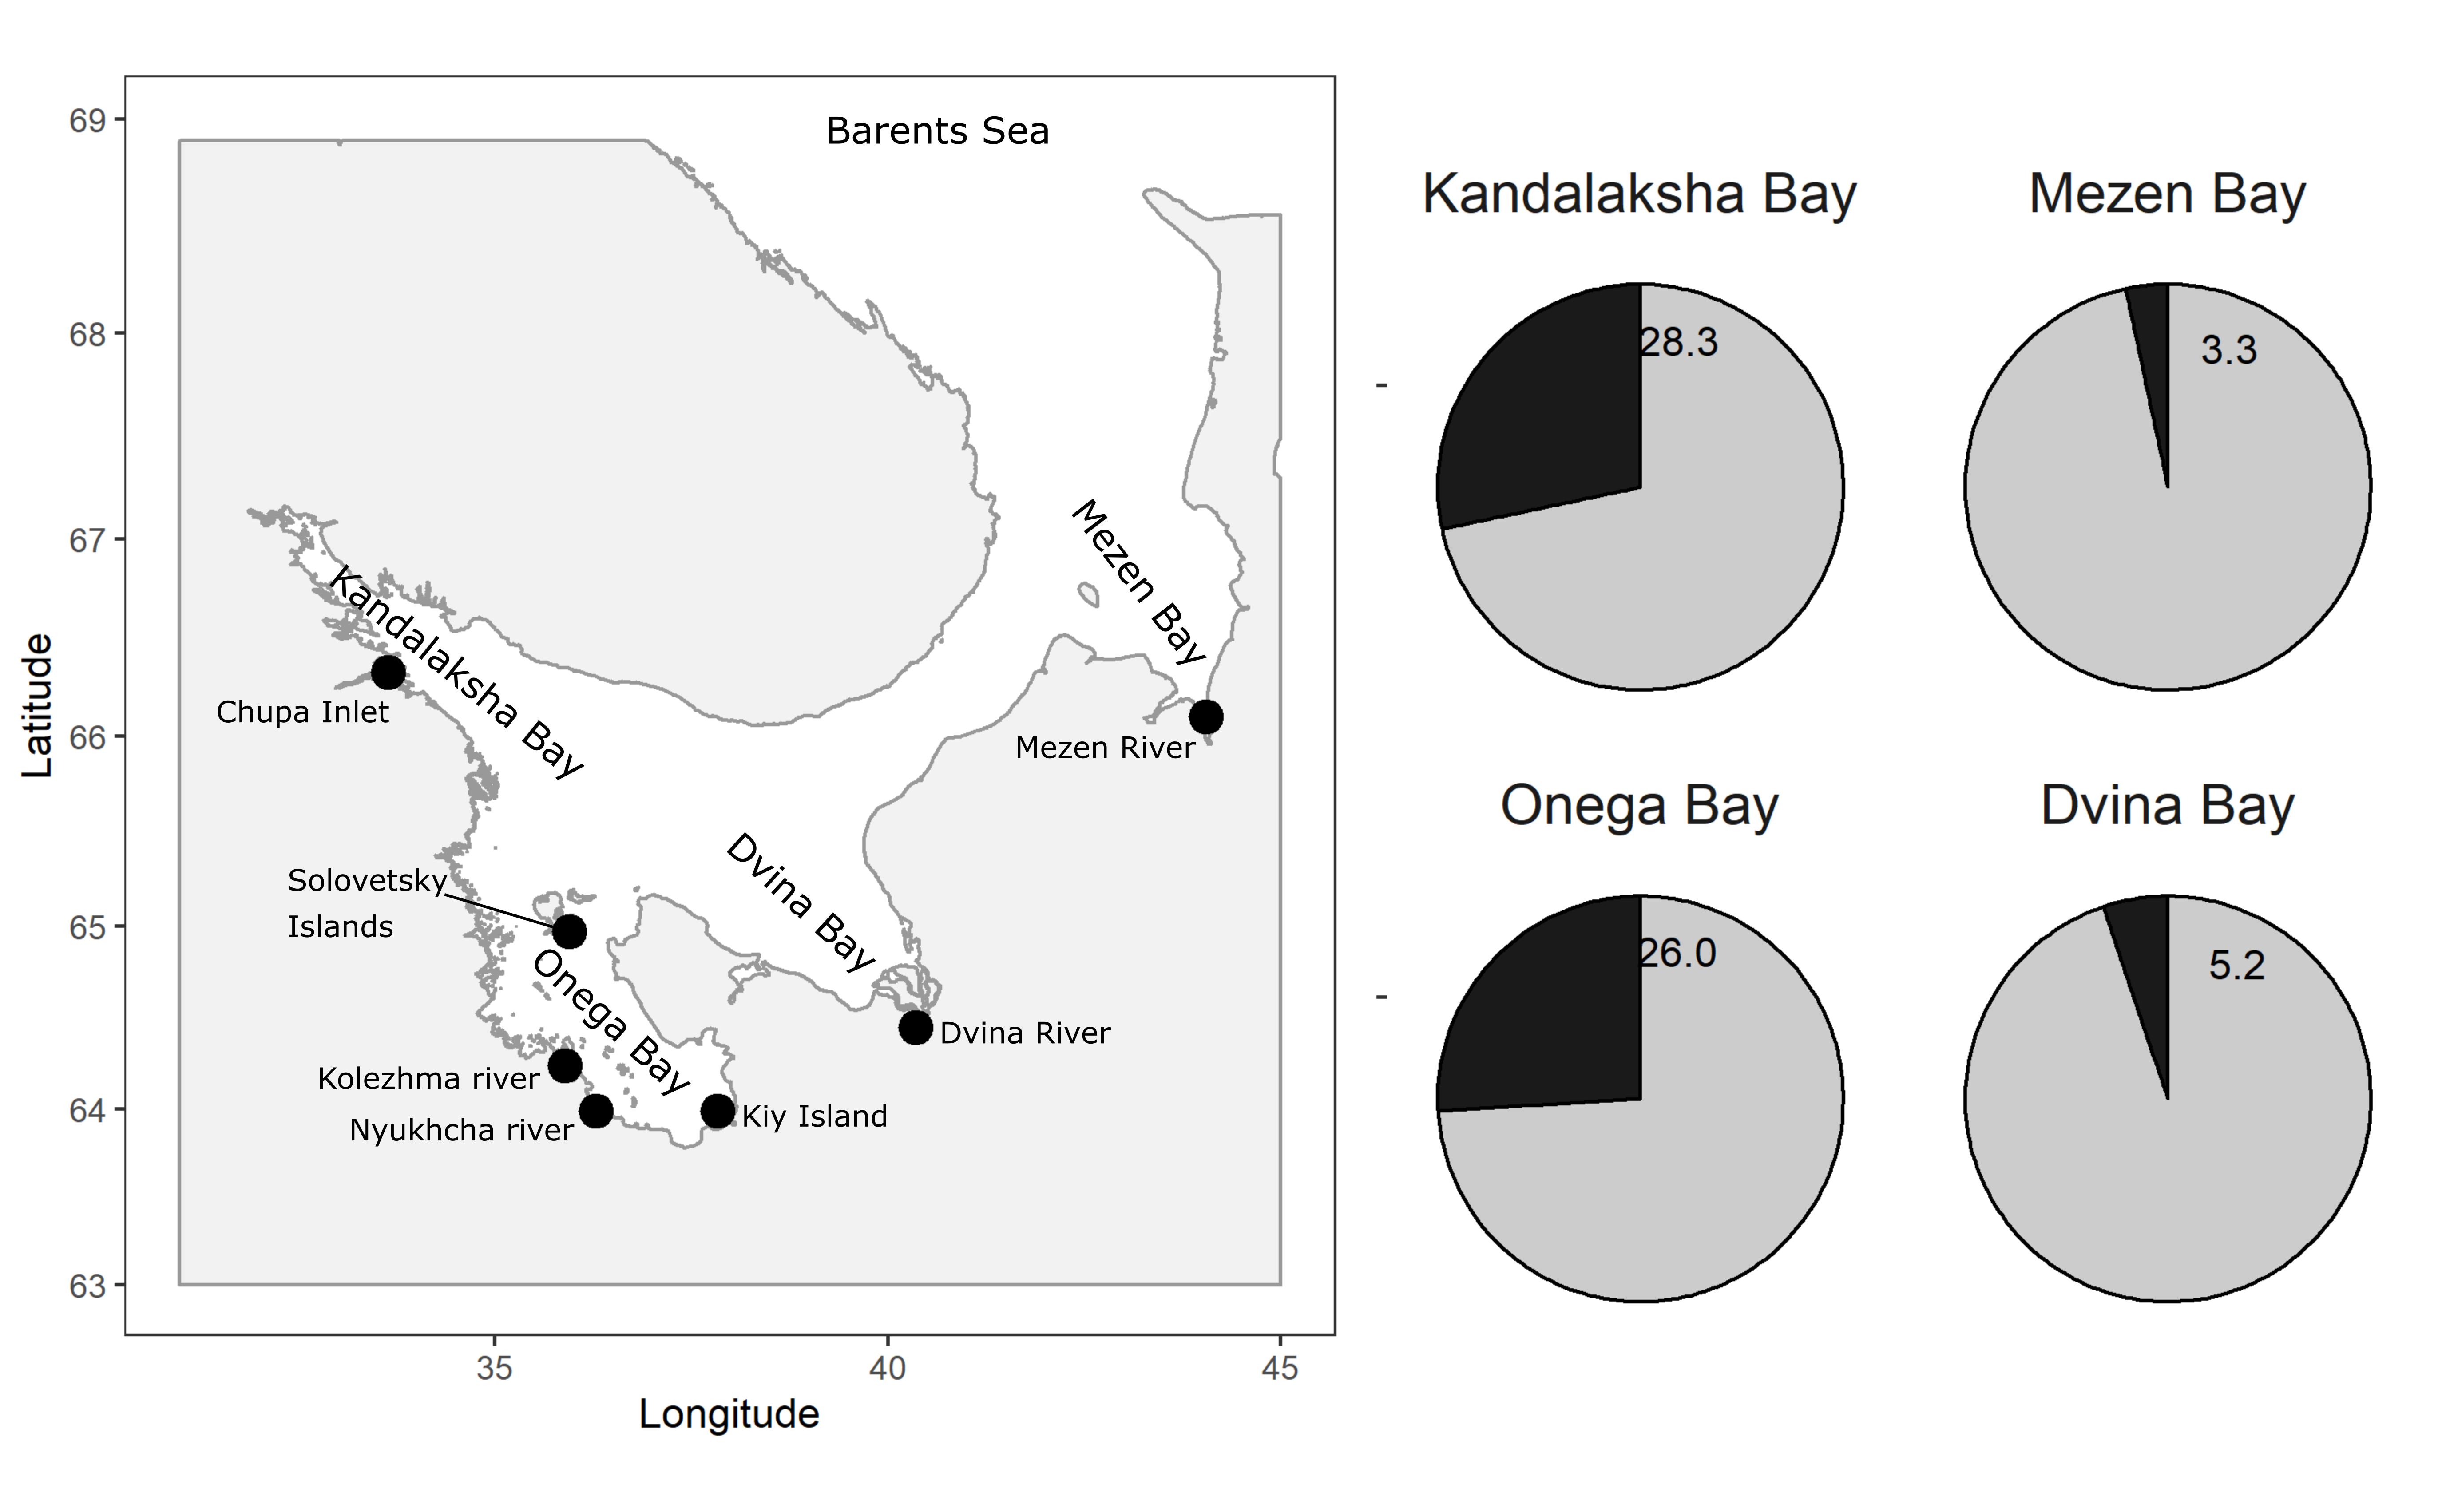 Barents Sea
69
68
67
66
65
64
63
Latitude
Mezen Bay
Kandalaksha Bay
Chupa Inlet
Mezen River
Dvina Bay
Solovetsky
Islands
Onega Bay
Dvina River
Kolezhma river
Nyukhcha river
Kiy Island
35
40
45
Longitude
Kandalaksha Bay
28.3
Mezen Bay
3.3
Onega Bay
26.0
Dvina Bay
5.2